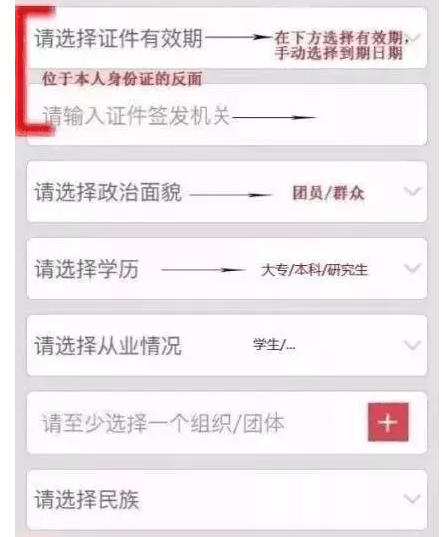 请选择证件有效期
在下方选择有效期,
手动选择到期日期
位于本人身份证的反面
请输入证件签发机关
请选择政治面貌
团员/群众
请选择学历
大专/本科/研究生
请选择从业情况
学生/...
请至少选择一个组织/团体
+
请选择民族